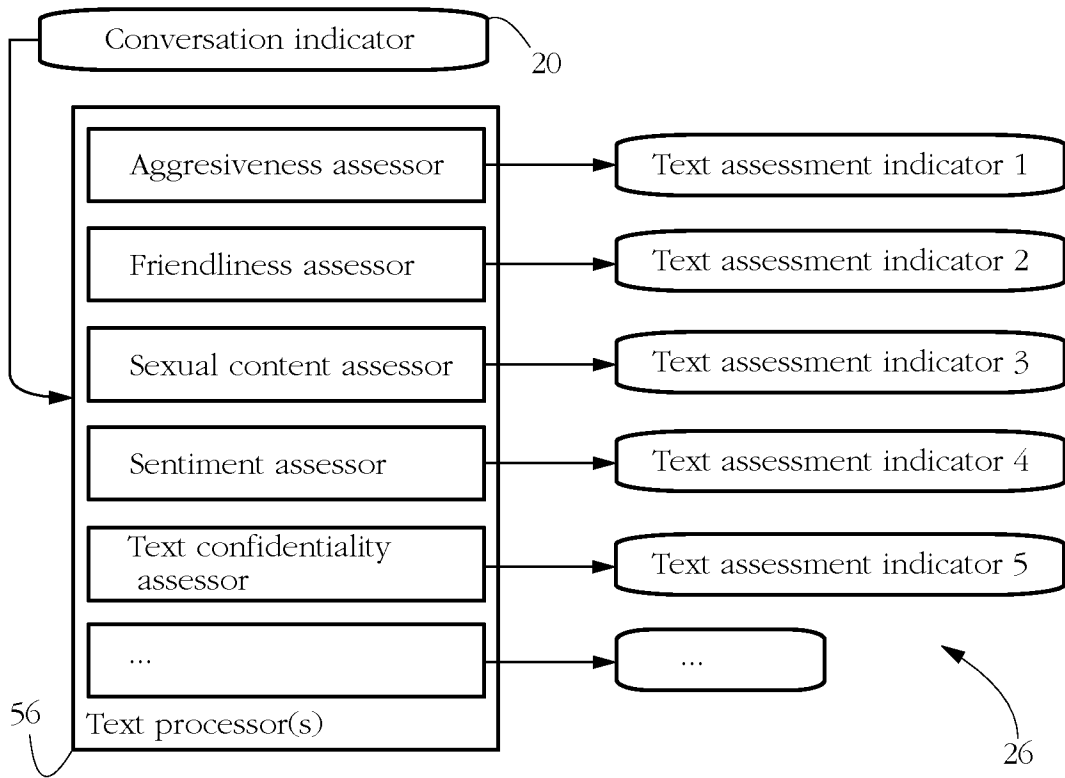 Conversation indicator
20
Aggresiveness assessor
Text assessment indicator 1
Friendliness assessor
Text assessment indicator 2
Sexual content assessor
Text assessment indicator 3
Sentiment assessor
Text assessment indicator 4
Text confidentiality
assessor
Text assessment indicator 5
...
...
56
Text processor(s)
26